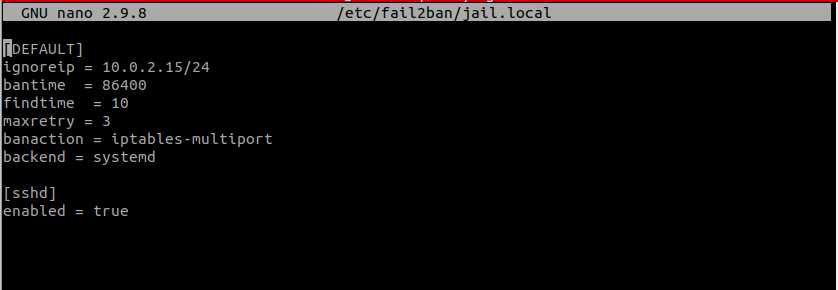 GNU nano 2.9.8 /etc/fail2ban/jail.local
[DEFAULT]
ignoreip = 10.0.2.15/24
bantime  = 86400
findtime  = 10
maxretry = 3
banaction = iptables-multiport
backend = systemd
[sshd]
enabled = true